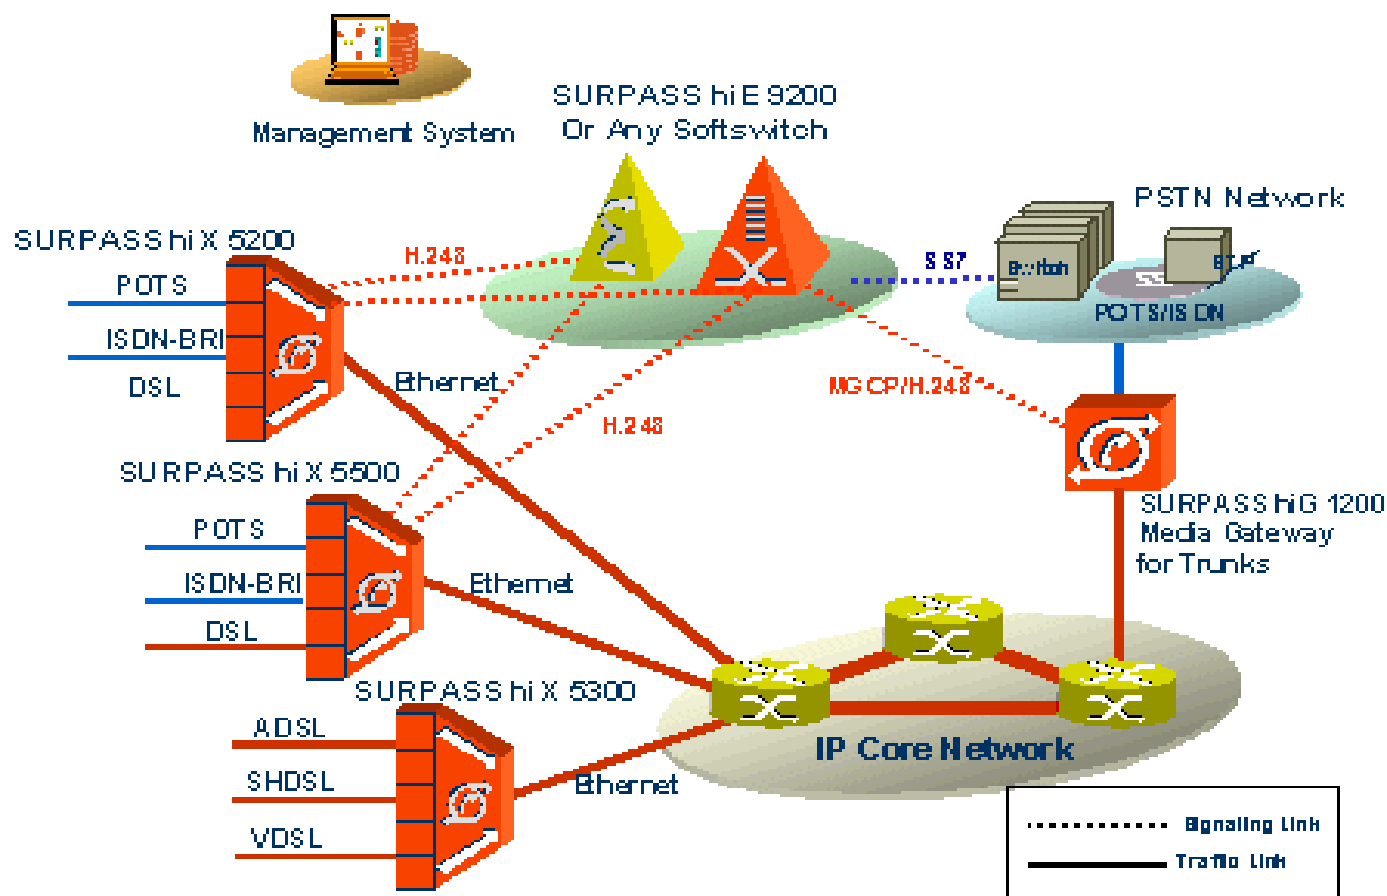 Management System
SURPASS hiE 9200
Or Any Softswitch
PSTN Network
SURPASS hiX 5200
H.248
SS7
Switch
STP
POTS
POTS/ISDN
ISDN-BRI
DSL
Ethernet
MGCP/H.248
H.248
SURPASS hiX 5500
SURPASS hiG 1200
Media Gateway
for Trunks
POTS
ISDN-BRI
Ethernet
DSL
SURPASS hiX 5300
ADSL
IP Core Network
SHDSL
Ethernet
VDSL
Signaling Link
Traffic Link